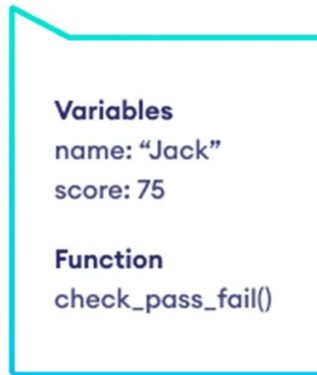 Variables
name: “Jack”
score: 75
Function
check_pass_fail()